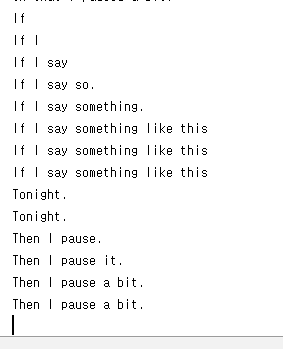 If
If I
If I say
If I say so.
If I say something.
If I say something like this
If I say something like this
If I say something like this
Tonight.
Tonight.
Then I pause.
Then I pause it.
Then I pause a bit.
Then I pause a bit.